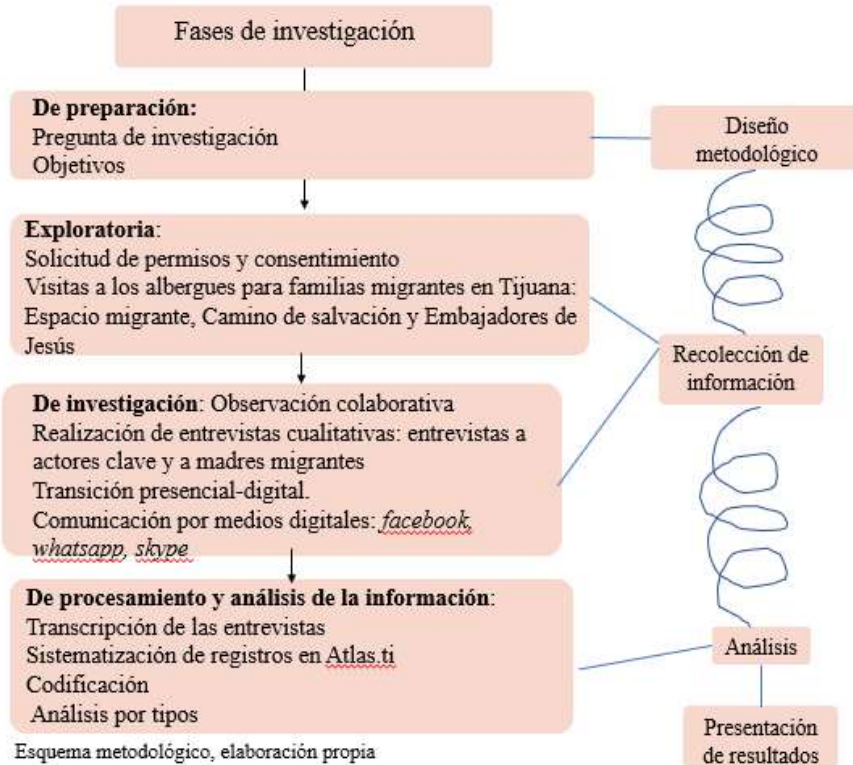 Fases de investigación
De preparación:
Pregunta de investigación
Objetivos
Diseño
metodológico
Exploratoria:
Solicitud de permisos y consentimiento
Visitas a los albergues para familias migrantes en Tijuana:
Espacio migrante, Camino de salvación y Embajadores de
Jesús
Recolección de
información
De investigación: Observación colaborativa
Realización de entrevistas cualitativas: entrevistas a
actores clave y a madres migrantes
Transición presencial-digital.
Comunicación por medios digitales: facebook,
whatsapp, skype
De procesamiento y análisis de la información:
Transcripción de las entrevistas
Sistematización de registros en Atlas.ti
Codificación
Análisis por tipos
Análisis
Presentación
de resultados
Esquema metodológico, elaboración propia